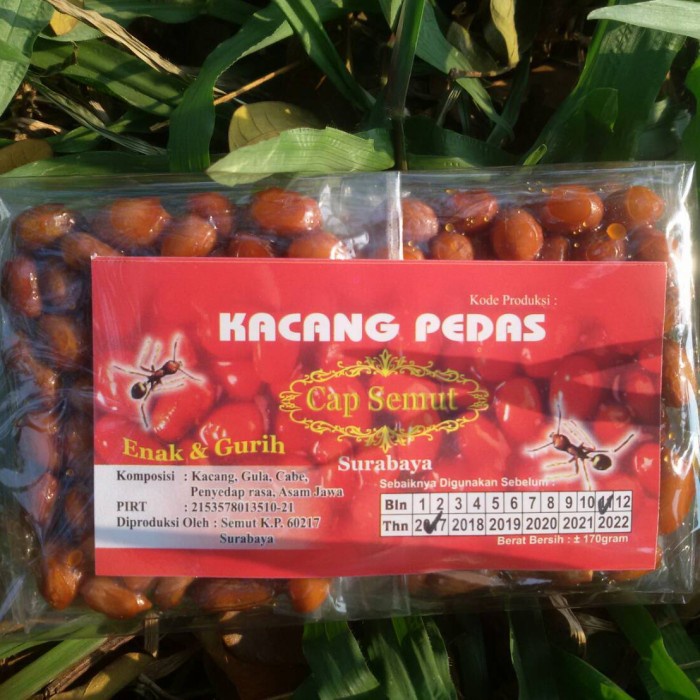 Kode Produksi :
KACANG PEDAS
Cap Semut
Enak & Gurih
Surabaya
Komposisi : Kacang, Gula, Cabe,
Penyedap rasa, Asam Jawa
PIRT : 2153578013510-21
Diproduksi Oleh : Semut K.P. 60217
Surabaya
Sebaiknya Digunakan Sebelum :
Bln 1 2 3 4 5 6 7 8 9 10 11 12
Thn 2017 2018 2019 2020 2021 2022
Berat Bersih : ± 170gram